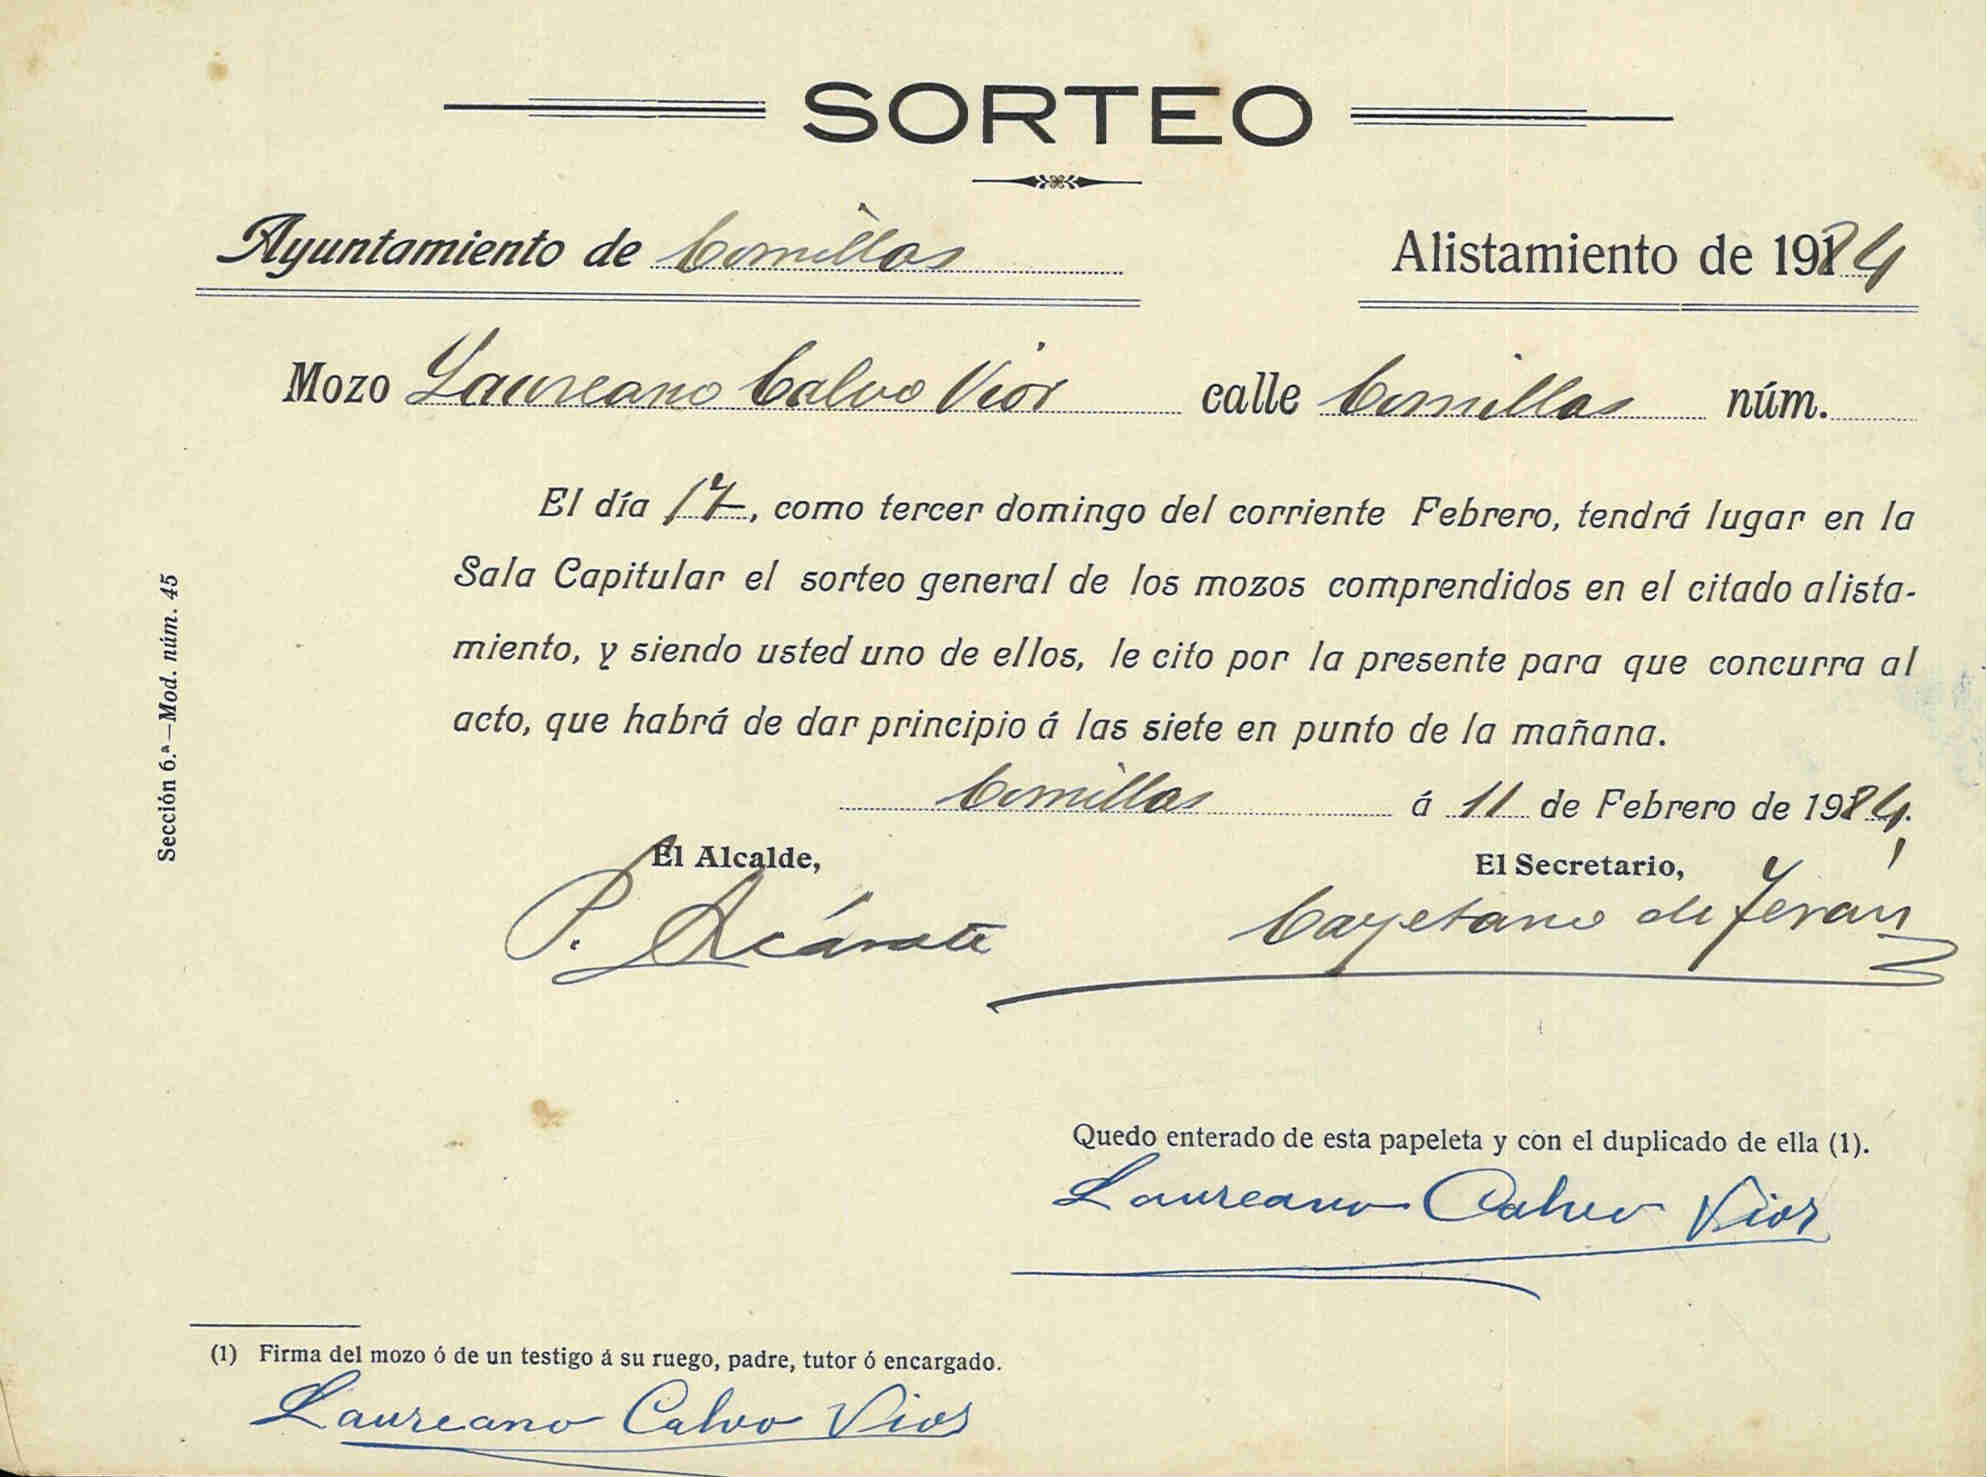 SORTEO
Ayuntamiento de Comillas
Alistamiento de 1924
Mozo Laureano Calvo Vior calle Comillas núm.
El día 17, como tercer domingo del corriente Febrero, tendrá lugar en la
Sala Capitular el sorteo general de los mozos comprendidos en el citado alista-
miento, y siendo usted uno de ellos, le cito por la presente para que concurra al
acto, que habrá de dar principio á las siete en punto de la mañana.
Comillas á 11 de Febrero de 1924.
El Alcalde,
El Secretario,
P.
Cayetano de Terán
Sección 6.ª—Mod. núm. 45
Quedo enterado de esta papeleta y con el duplicado de ella (1).
Laureano Calvo Vior
(1) Firma del mozo ó de un testigo á su ruego, padre, tutor ó encargado.
Laureano Calvo Vior